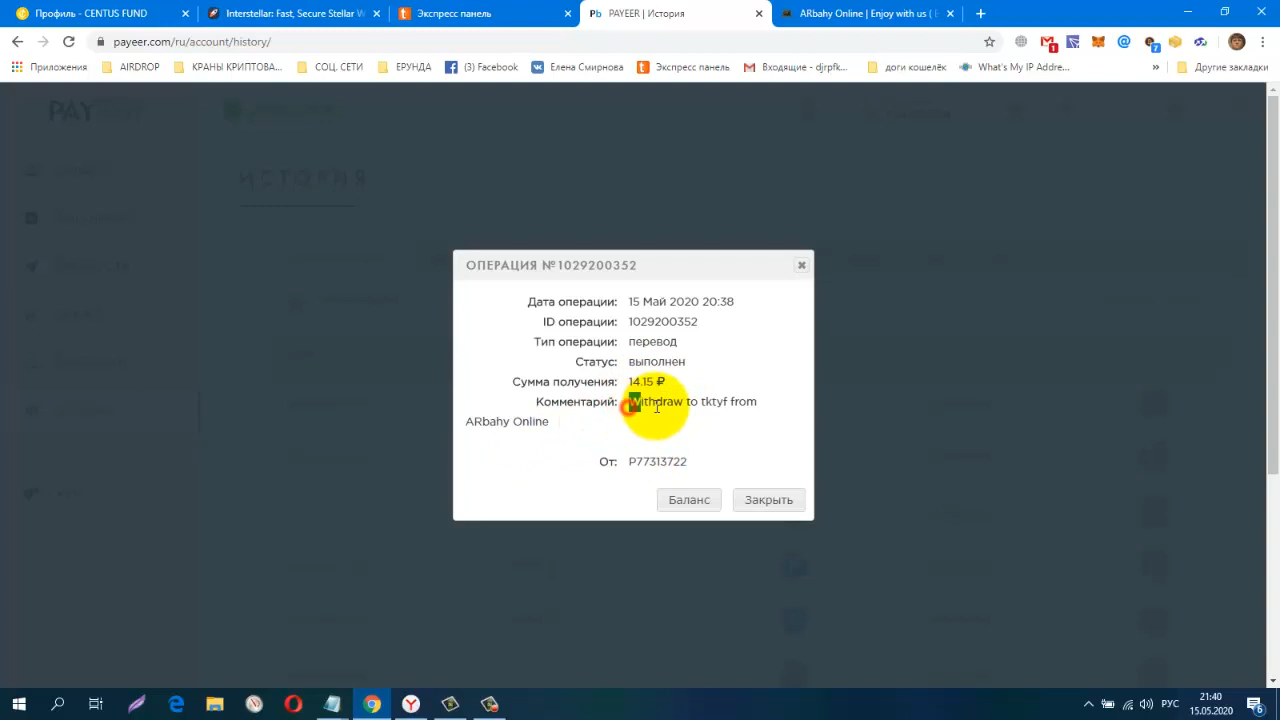 Профиль - CENTUS FUND
Interstellar: Fast, Secure Stellar W
Экспресс панель
PAYEER | История
ARbahy Online | Enjoy with us ( E
payeer.com/ru/account/history/
Приложения
AIRDROP
КРАНЫ КРИПТОВА...
СОЦ. СЕТИ
ЕРУНДА
(3) Facebook
Елена Смирнова
Экспресс панель
Входящие - djrpfk...
доги кошелёк
What's My IP Addre...
»
Другие закладки
PAY
ИСТОРИЯ
ОПЕРАЦИЯ №1029200352
Дата операции: 15 Май 2020 20:38
ID операции: 1029200352
Тип операции: перевод
Статус: выполнен
Сумма получения: 14.15 ₽
Комментарий: Withdraw to tktyf from
ARbahy Online
От: P77313722
Баланс
Закрыть
РУС
21:40
15.05.2020